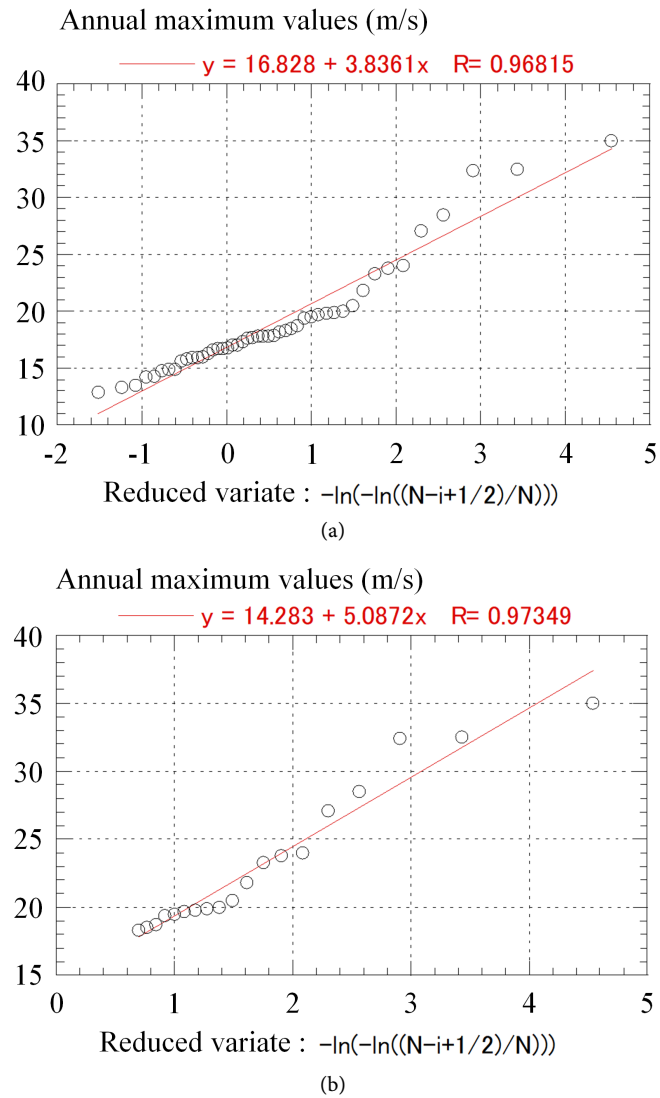 Annual maximum values (m/s)
y = 16.828 + 3.8361x R= 0.96815
40
35
30
25
20
15
10
-2 -1 0 1 2 3 4 5
Reduced variate : -ln(-ln((N-i+1/2)/N)))
(a)
Annual maximum values (m/s)
y = 14.283 + 5.0872x R= 0.97349
40
35
30
25
20
15
0 1 2 3 4 5
Reduced variate : -ln(-ln((N-i+1/2)/N)))
(b)